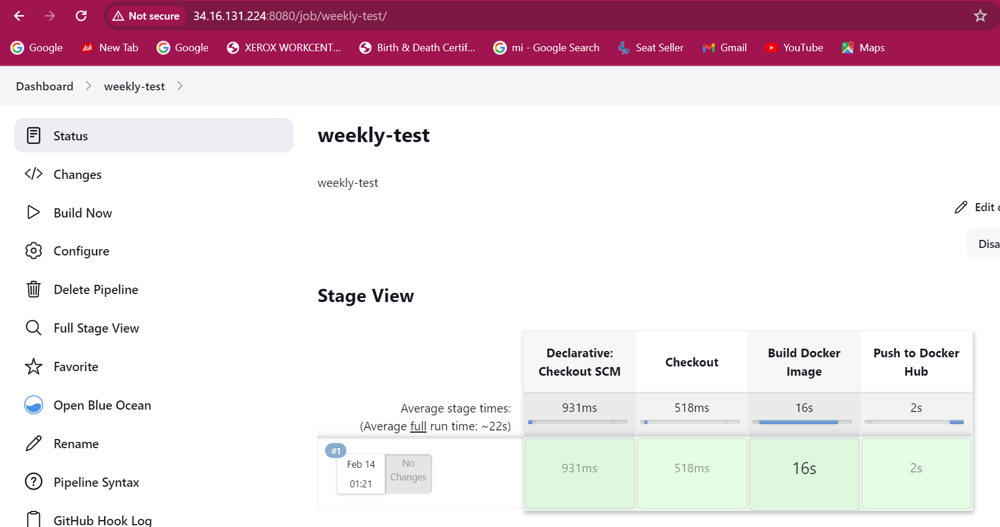 Not secure 34.16.131.224:8080/job/weekly-test/
Google New Tab Google XEROX WORKCENT... Birth & Death Certif... mi - Google Search Seat Seller Gmail YouTube Maps
Dashboard weekly-test
Status
Changes
Build Now
Configure
Delete Pipeline
Full Stage View
Favorite
Open Blue Ocean
Rename
Pipeline Syntax
GitHub Hook Log
weekly-test
weekly-test
Edit
Disa
Stage View
Declarative:
Checkout SCM
Checkout
Build Docker
Image
Push to Docker
Hub
Average stage times:
(Average full run time: ~22s)
931ms 518ms 16s 2s
#1
Feb 14
01:21
No
Changes
931ms 518ms 16s 2s